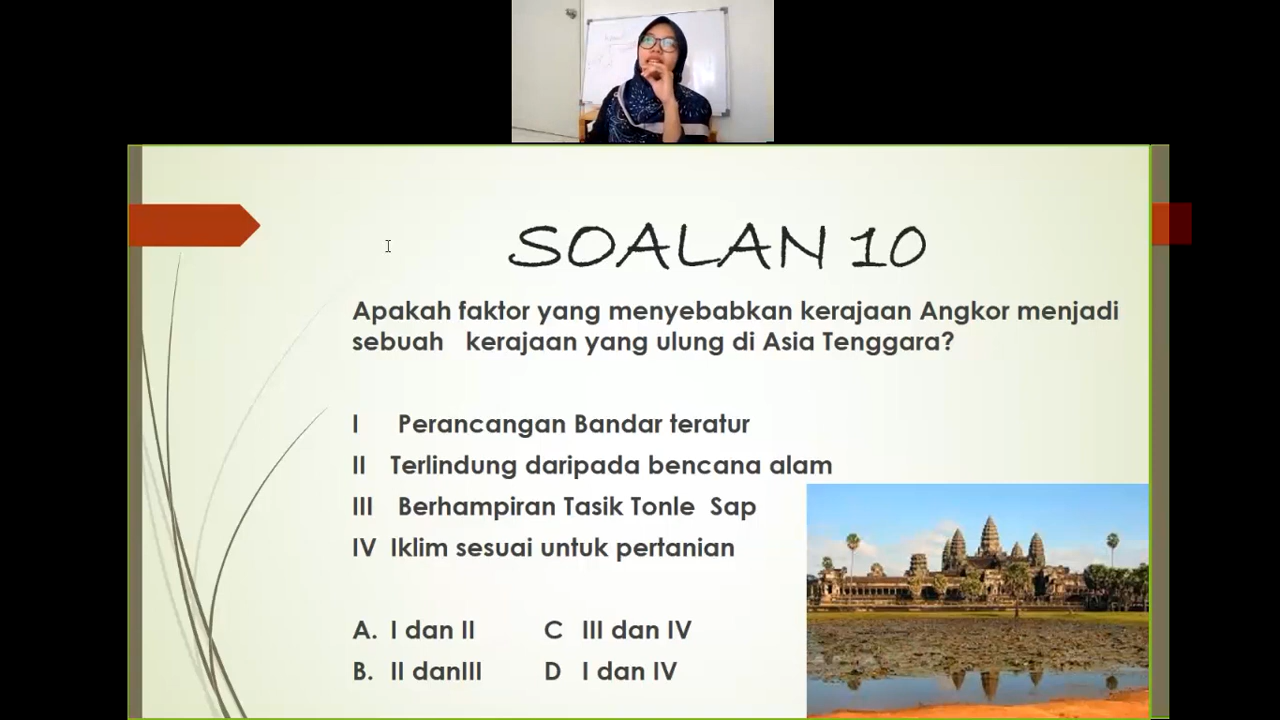 SOALAN 10
Apakah faktor yang menyebabkan kerajaan Angkor menjadi
sebuah kerajaan yang ulung di Asia Tenggara?
I Perancangan Bandar teratur
II Terlindung daripada bencana alam
III Berhampiran Tasik Tonle Sap
IV Iklim sesuai untuk pertanian
A. I dan II C III dan IV
B. II danIII D I dan IV